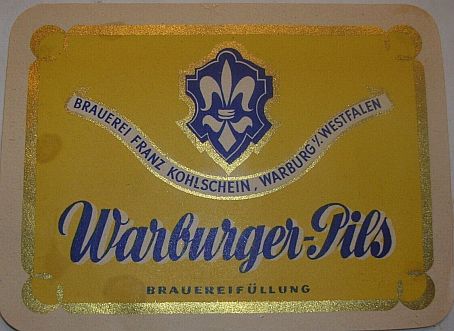 BRAUEREI FRANZ KOHLSCHEIN, WARBURG i/WESTFALEN
Warburger-Pils
BRAUEREIFÜLLUNG